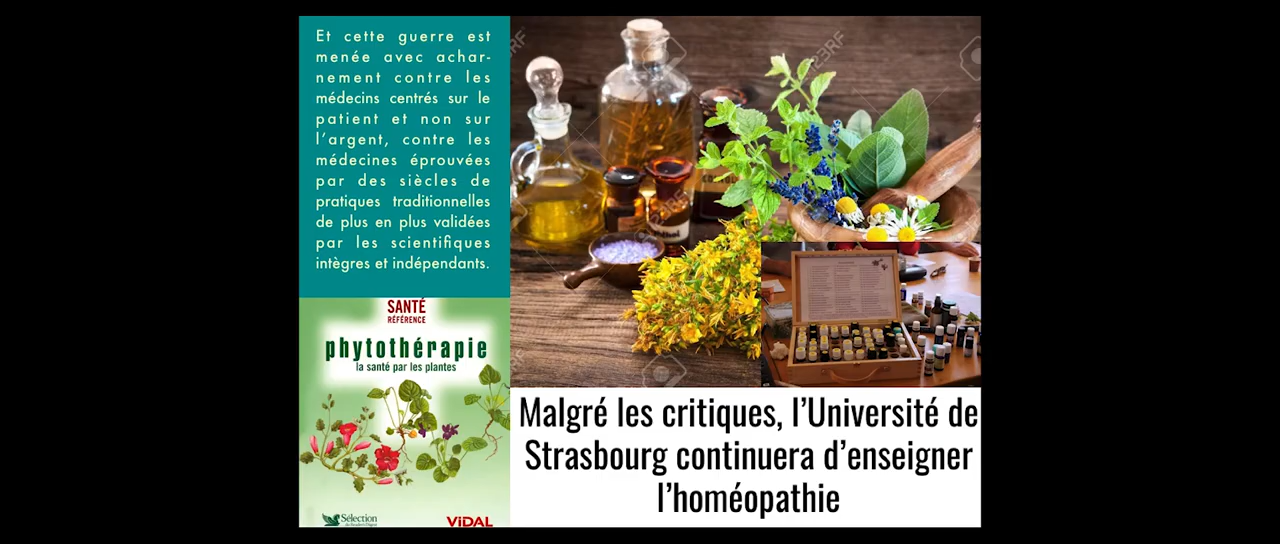 Et cette guerre est
menée avec achar-
nement contre les
médecins centrés sur le
patient et non sur
l'argent, contre les
médecines éprouvées
par des siècles de
pratiques traditionnelles
de plus en plus validées
par les scientifiques
intègres et indépendants.
SANTÉ
RÉFÉRENCE
phytothérapie
la santé par les plantes
Sélection
ViDAL
Malgré les critiques, l'Université de
Strasbourg continuera d'enseigner
l'homéopathie